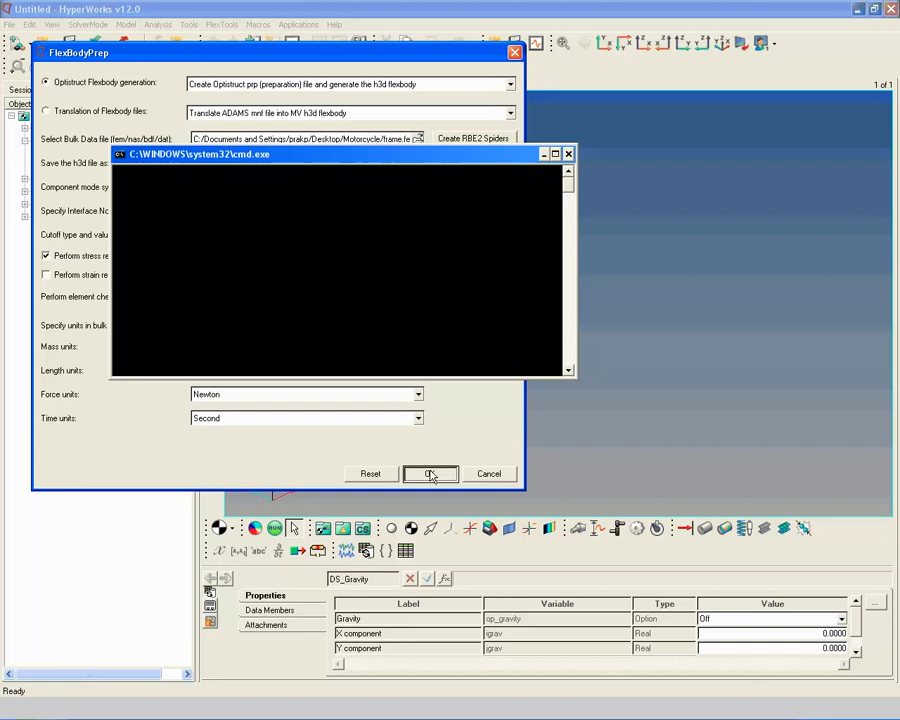 Untitled - HyperWorks v12.0
File Edit View SolverMode Model Analysis Tools FlexTools Macros Applications Help
FlexBodyPrep
Sessi
1 of 1
Optistruct Flexbody generation: Create Optistruct prp (preparation) file and generate the h3d flexbody
Objec
Translation of Flexbody files: Translate ADAMS mnf file into MV h3d flexbody
Select Bulk Data file (fem/nas/bdf/dat): C:/Documents and Settings/prakp/Desktop/Motorcycle/frame.fe Create RBE2 Spiders
C:\WINDOWS\system32\cmd.exe
Save the h3d file as:
Component mode sy
Specify Interface No
Cutoff type and valu
Perform stress re
Perform strain re
Perform element che
Specify units in bulk
Mass units:
Length units:
Force units: Newton
Time units: Second
Reset Cancel
DS_Gravity
Properties
Data Members
Attachments
Label Variable Type Value
Gravity op_gravity Option Off
X component igrav Real 0.0000
Y component igrav Real 0.0000
Ready